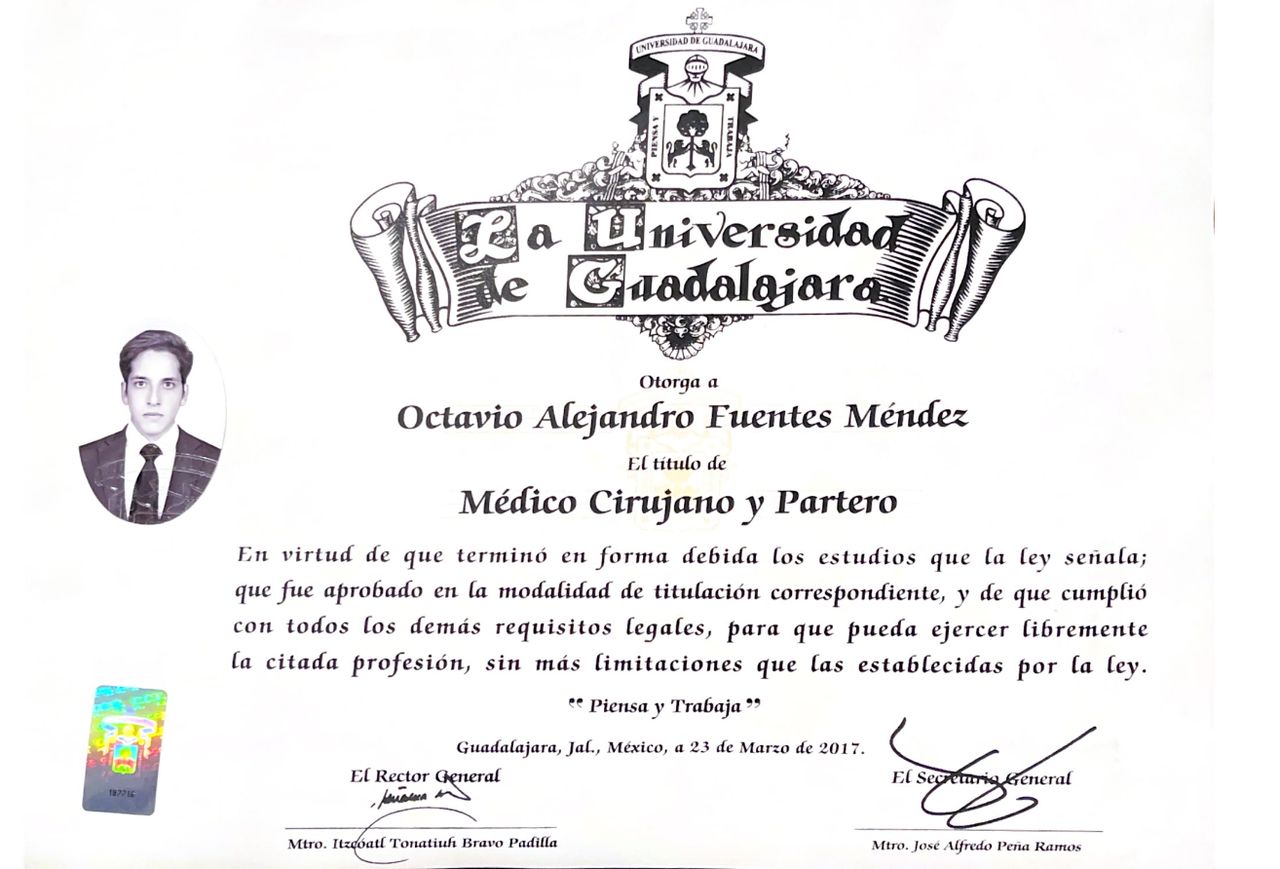 UNIVERSIDAD DE GUADALAJARA
PIENSA Y
TRABAJA
La Universidad
de Guadalajara
Otorga a
Octavio Alejandro Fuentes Méndez
El título de
Médico Cirujano y Partero
En virtud de que terminó en forma debida los estudios que la ley señala;
que fue aprobado en la modalidad de titulación correspondiente, y de que cumplió
con todos los demás requisitos legales, para que pueda ejercer libremente
la citada profesión, sin más limitaciones que las establecidas por la ley.
“ Piensa y Trabaja ”
Guadalajara, Jal., México, a 23 de Marzo de 2017.
El Rector General
El Secretario General
Mtro. Itzcóatl Tonatiuh Bravo Padilla
Mtro. José Alfredo Peña Ramos